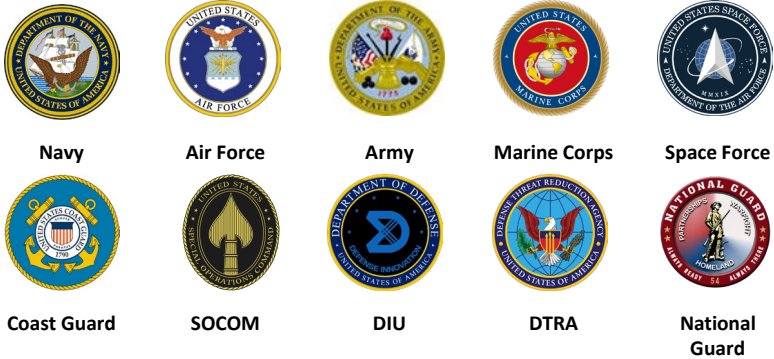 DEPARTMENT OF THE NAVY
UNITED STATES OF AMERICA
UNITED STATES
AIR FORCE
DEPARTMENT OF THE ARMY
1775
UNITED STATES OF AMERICA
UNITED STATES
MARINE CORPS
UNITED STATES SPACE FORCE
MMXIX
DEPARTMENT OF THE AIR FORCE
Navy
Air Force
Army
Marine Corps
Space Force
UNITED STATES COAST GUARD
1790
UNITED STATES
SPECIAL OPERATIONS COMMAND
DEPARTMENT OF DEFENSE
DEFENSE INNOVATION
UNITED STATES OF AMERICA
DEFENSE THREAT REDUCTION AGENCY
UNITED STATES OF AMERICA
NATIONAL GUARD
PARTNERSHIPS
WARFIGHT
HOMELAND
ALWAYS READY 54 ALWAYS THERE
Coast Guard
SOCOM
DIU
DTRA
National
Guard